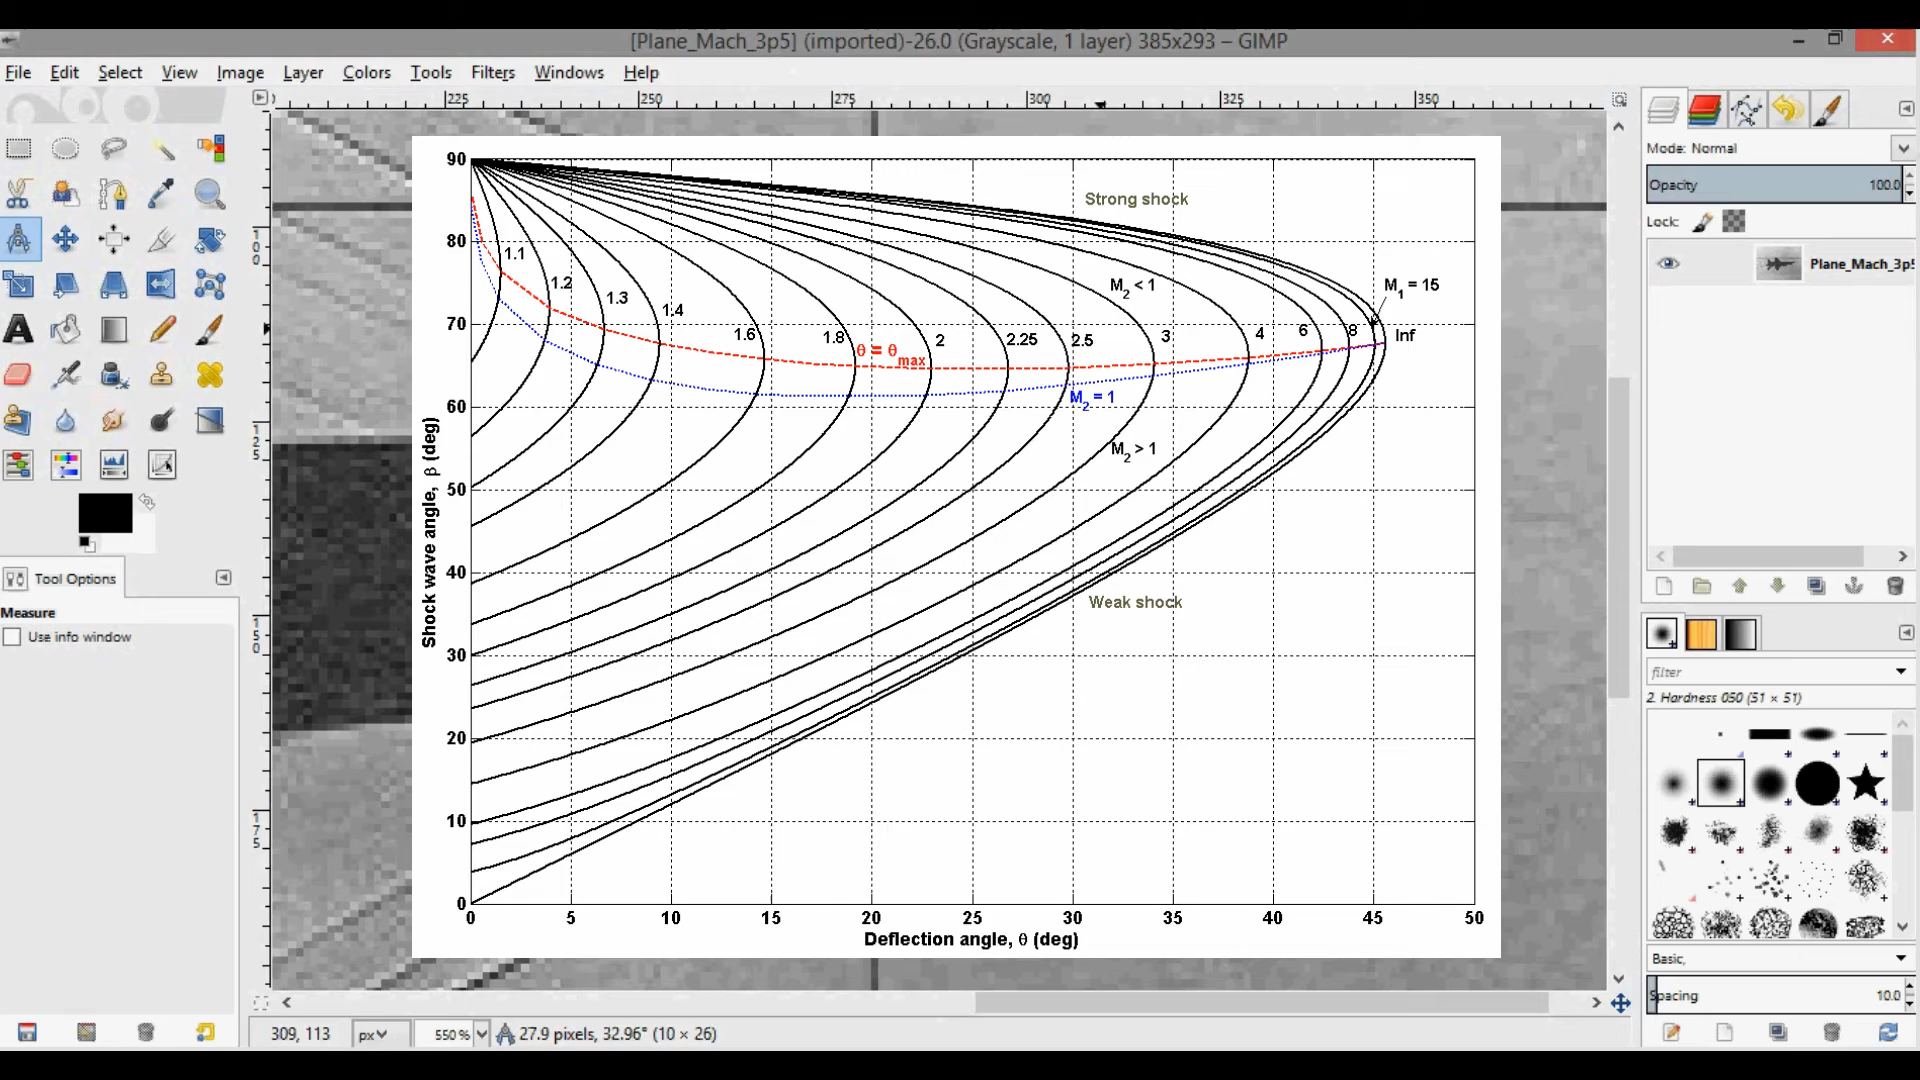 [Plane_Mach_3p5] (imported)-26.0 (Grayscale, 1 layer) 385x293 – GIMP
File Edit Select View Image Layer Colors Tools Filters Windows Help
225 250 275 300 325 350
100
125
150
175
Mode: Normal
Opacity 100.0
Lock:
Plane_Mach_3p5
90
80
70
60
50
40
30
20
10
0
Shock wave angle, β (deg)
0 5 10 15 20 25 30 35 40 45 50
Deflection angle, θ (deg)
Strong shock
1.1
1.2
1.3
1.4
1.6
1.8
2
2.25
2.5
3
4
6
8
M₂ < 1
M₁ = 15
Inf
θ = θmax
M₂ = 1
M₂ > 1
Weak shock
Tool Options
Measure
Use info window
filter
2. Hardness 050 (51 × 51)
Basic,
Spacing 10.0
309, 113 px 550 % 27.9 pixels, 32.96° (10 × 26)